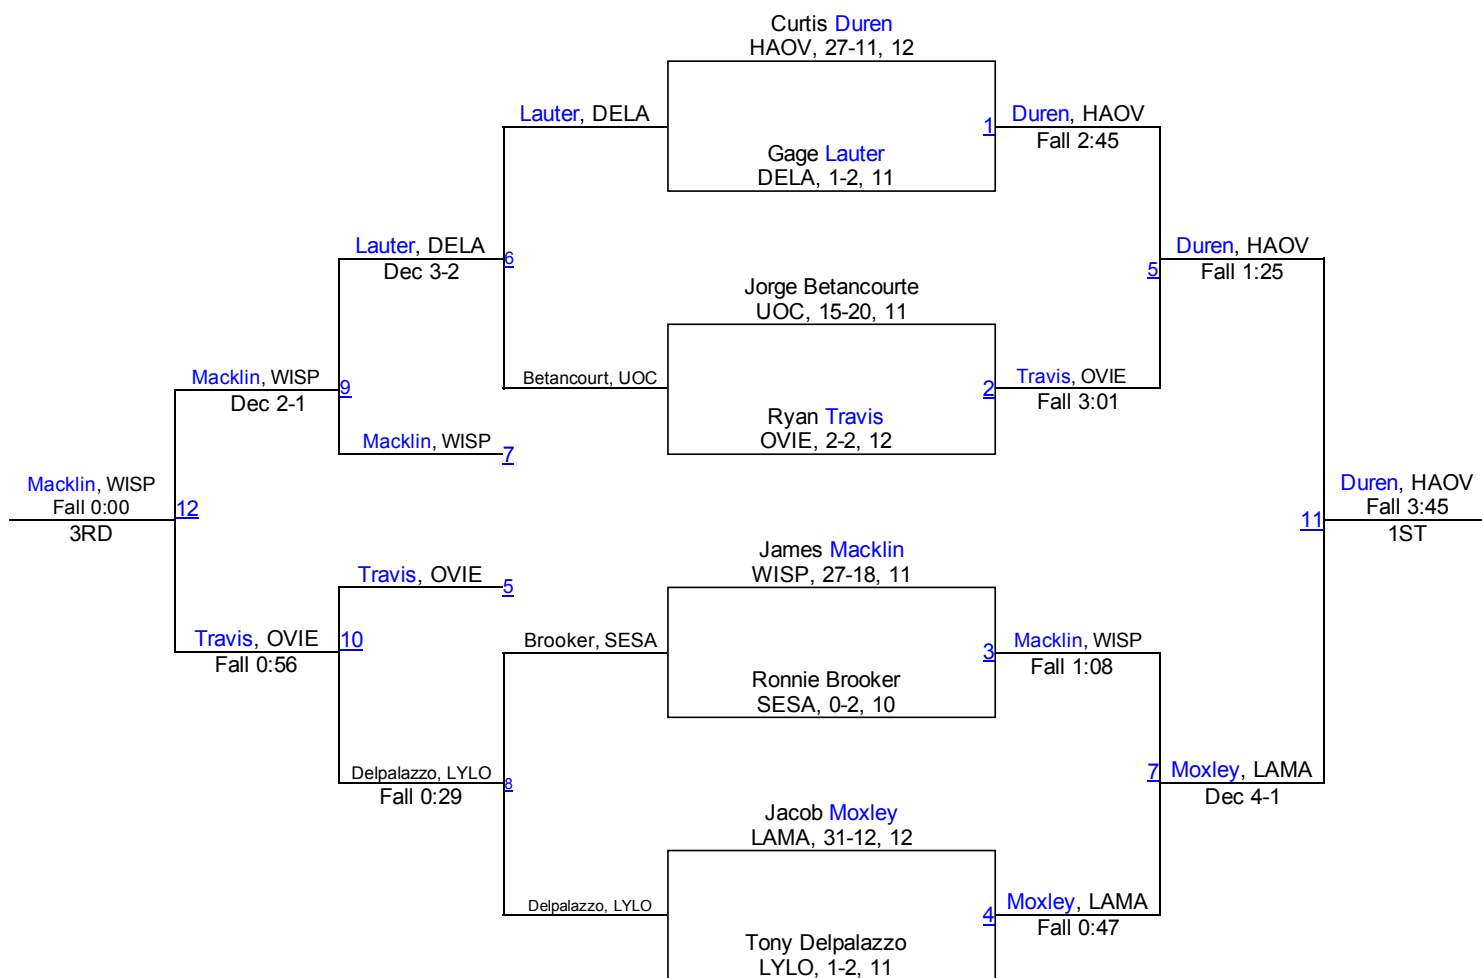 Curtis Duren
HAOV, 27-11, 12
Lauter, DELA
1
Duren, HAOV
Fall 2:45
Gage Lauter
DELA, 1-2, 11
Lauter, DELA
Dec 3-2
6
Duren, HAOV
Fall 1:25
5
Jorge Betancourte
UOC, 15-20, 11
Macklin, WISP
Dec 2-1
9
Betancourt, UOC
2
Travis, OVIE
Fall 3:01
Ryan Travis
OVIE, 2-2, 12
Macklin, WISP
7
Macklin, WISP
Fall 0:00
3RD
12
Duren, HAOV
Fall 3:45
1ST
11
James Macklin
WISP, 27-18, 11
Travis, OVIE
5
Travis, OVIE
Fall 0:56
10
Brooker, SESA
3
Macklin, WISP
Fall 1:08
Ronnie Brooker
SESA, 0-2, 10
Delpalazzo, LYLO
Fall 0:29
8
7
Moxley, LAMA
Dec 4-1
Jacob Moxley
LAMA, 31-12, 12
Delpalazzo, LYLO
4
Moxley, LAMA
Fall 0:47
Tony Delpalazzo
LYLO, 1-2, 11